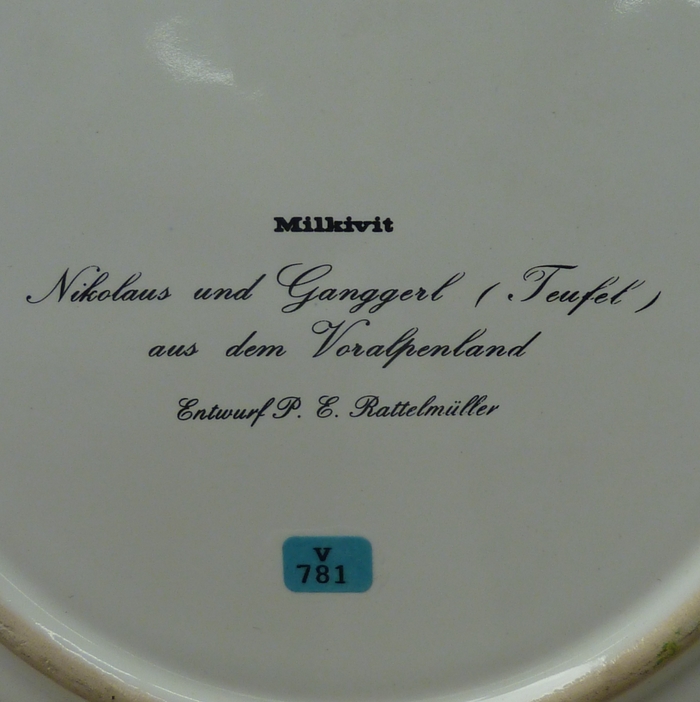 Milkivit
Nikolaus und Ganggerl ( Teufel )
aus dem Voralpenland
Entwurf P. E. Rattelmüller
V
781